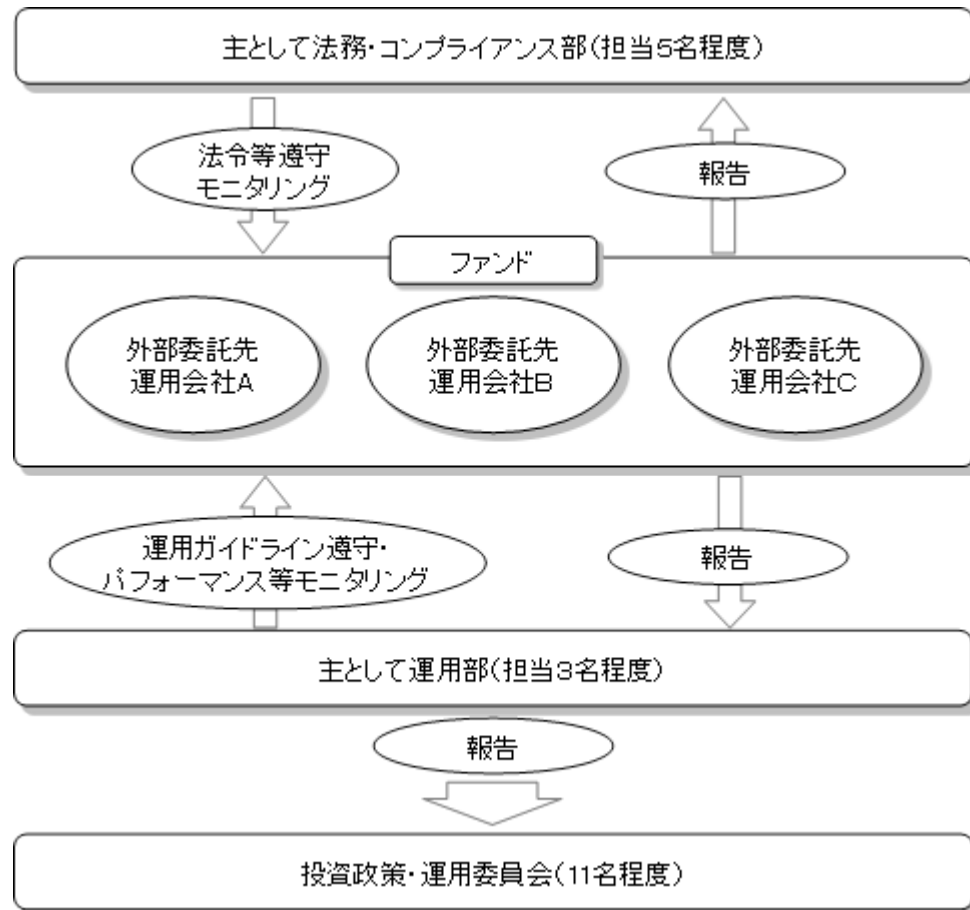 主として法務・コンプライアンス部(担当5名程度)
法令等遵守
モニタリング
報告
ファンド
外部委託先
運用会社A
外部委託先
運用会社B
外部委託先
運用会社C
運用ガイドライン遵守・
パフォーマンス等モニタリング
報告
主として運用部(担当3名程度)
報告
投資政策・運用委員会(11名程度)